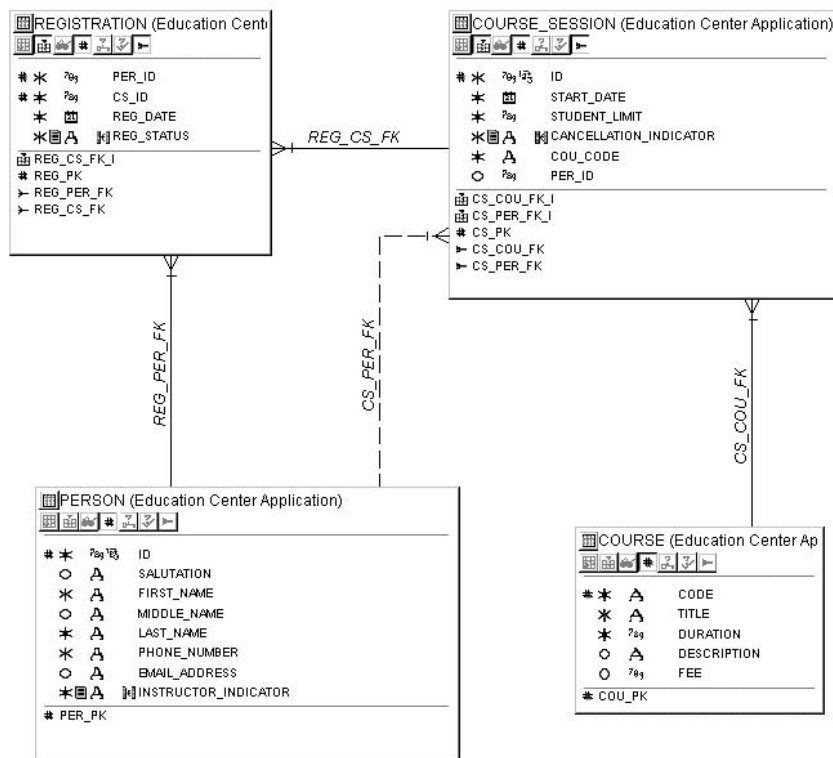 REGISTRATION (Education Cent
PER_ID
CS_ID
REG_DATE
REG_STATUS
REG_CS_FK_I
REG_PK
REG_PER_FK
REG_CS_FK
REG_CS_FK
COURSE_SESSION (Education Center Application)
ID
START_DATE
STUDENT_LIMIT
CANCELLATION_INDICATOR
COU_CODE
PER_ID
CS_COU_FK_I
CS_PER_FK_I
CS_PK
CS_COU_FK
CS_PER_FK
REG_PER_FK
CS_PER_FK
CS_COU_FK
PERSON (Education Center Application)
ID
SALUTATION
FIRST_NAME
MIDDLE_NAME
LAST_NAME
PHONE_NUMBER
EMAIL_ADDRESS
INSTRUCTOR_INDICATOR
PER_PK
COURSE (Education Center Ap
CODE
TITLE
DURATION
DESCRIPTION
FEE
COU_PK